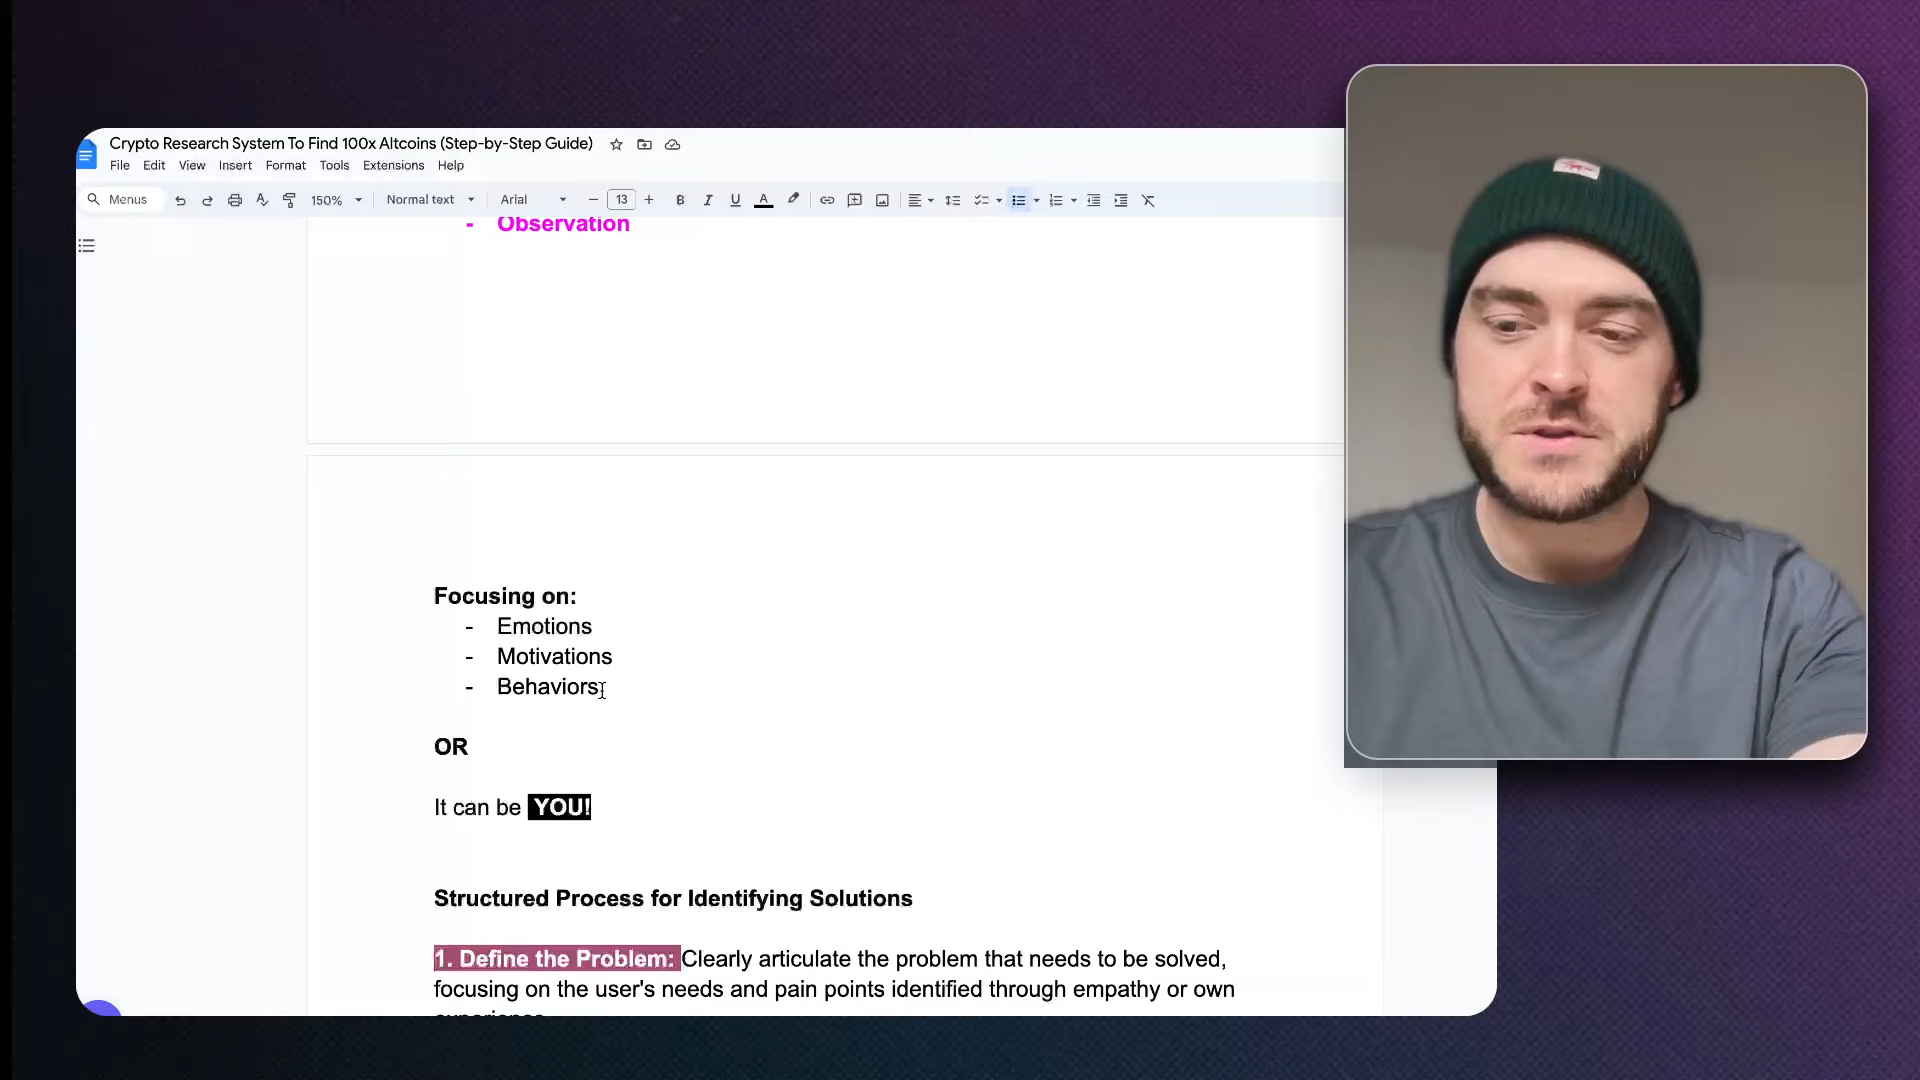 Crypto Research System To Find 100x Altcoins (Step-by-Step Guide)
File Edit View Insert Format Tools Extensions Help
Menus 150% Normal text Arial 13
- Observation
Focusing on:
- Emotions
- Motivations
- Behaviors
OR
It can be YOU!
Structured Process for Identifying Solutions
1. Define the Problem: Clearly articulate the problem that needs to be solved,
focusing on the user's needs and pain points identified through empathy or own